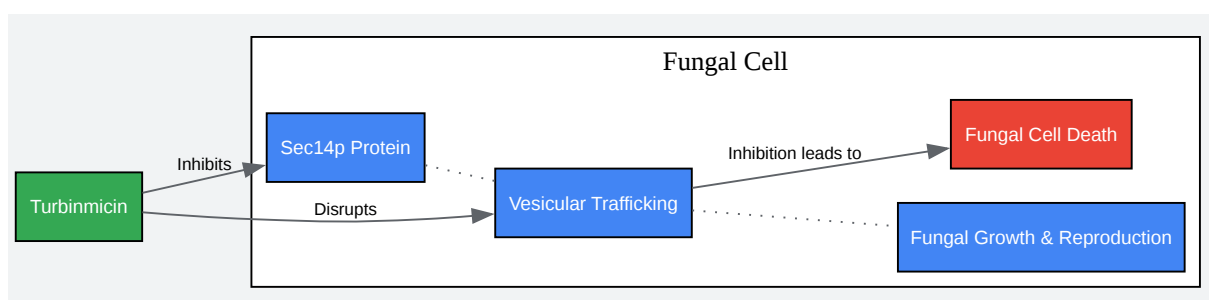 Fungal Cell
Turbinmicin
Inhibits
Disrupts
Sec14p Protein
Vesicular Trafficking
Inhibition leads to
Fungal Cell Death
Fungal Growth & Reproduction